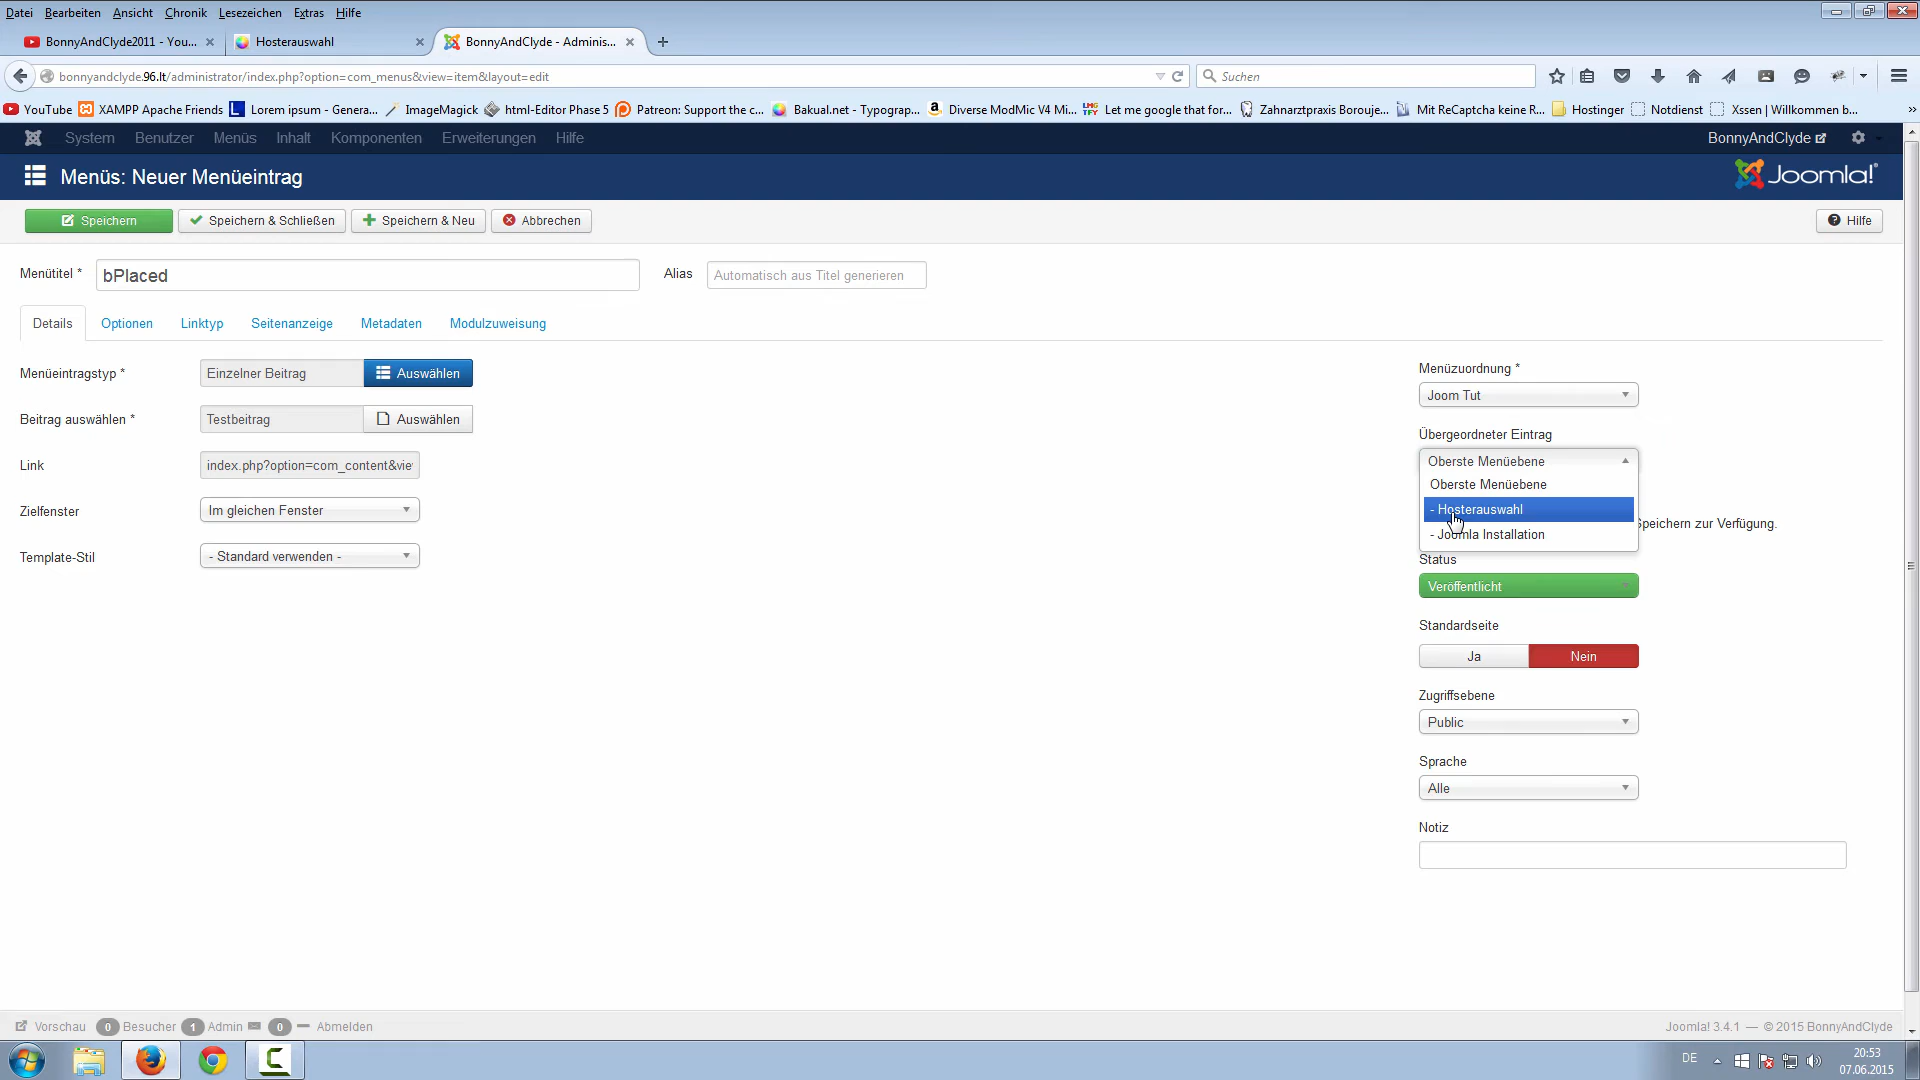 Datei Bearbeiten Ansicht Chronik Lesezeichen Extras Hilfe
BonnyAndClyde2011 - You... Hosterauswahl BonnyAndClyde - Adminis...
bonnyandclyde.96.lt/administrator/index.php?option=com_menus&view=item&layout=edit Suchen
YouTube XAMPP Apache Friends Lorem ipsum - Genera... ImageMagick html-Editor Phase 5 Patreon: Support the c... Bakual.net - Typograp... Diverse ModMic V4 Mi... LMG TFY Let me google that for... Zahnarztpraxis Borouje... Mit ReCaptcha keine R... Hostinger Notdienst Xssen | Willkommen b... »
System Benutzer Menüs Inhalt Komponenten Erweiterungen Hilfe BonnyAndClyde
Menüs: Neuer Menüeintrag Joomla!
Speichern Speichern & Schließen Speichern & Neu Abbrechen Hilfe
Menütitel * bPlaced Alias Automatisch aus Titel generieren
Details Optionen Linktyp Seitenanzeige Metadaten Modulzuweisung
Menüeintragstyp * Einzelner Beitrag Auswählen
Beitrag auswählen * Testbeitrag Auswählen
Link index.php?option=com_content&vie
Zielfenster Im gleichen Fenster
Template-Stil - Standard verwenden -
Menüzuordnung *
Joom Tut
Übergeordneter Eintrag
Oberste Menüebene
Oberste Menüebene
- Hosterauswahl
Speichern zur Verfügung.
- Joomla Installation
Status
Veröffentlicht
Standardseite
Ja Nein
Zugriffsebene
Public
Sprache
Alle
Notiz
Vorschau 0 Besucher 1 Admin 0 Abmelden Joomla! 3.4.1 — © 2015 BonnyAndClyde
DE 20:53
07.06.2015